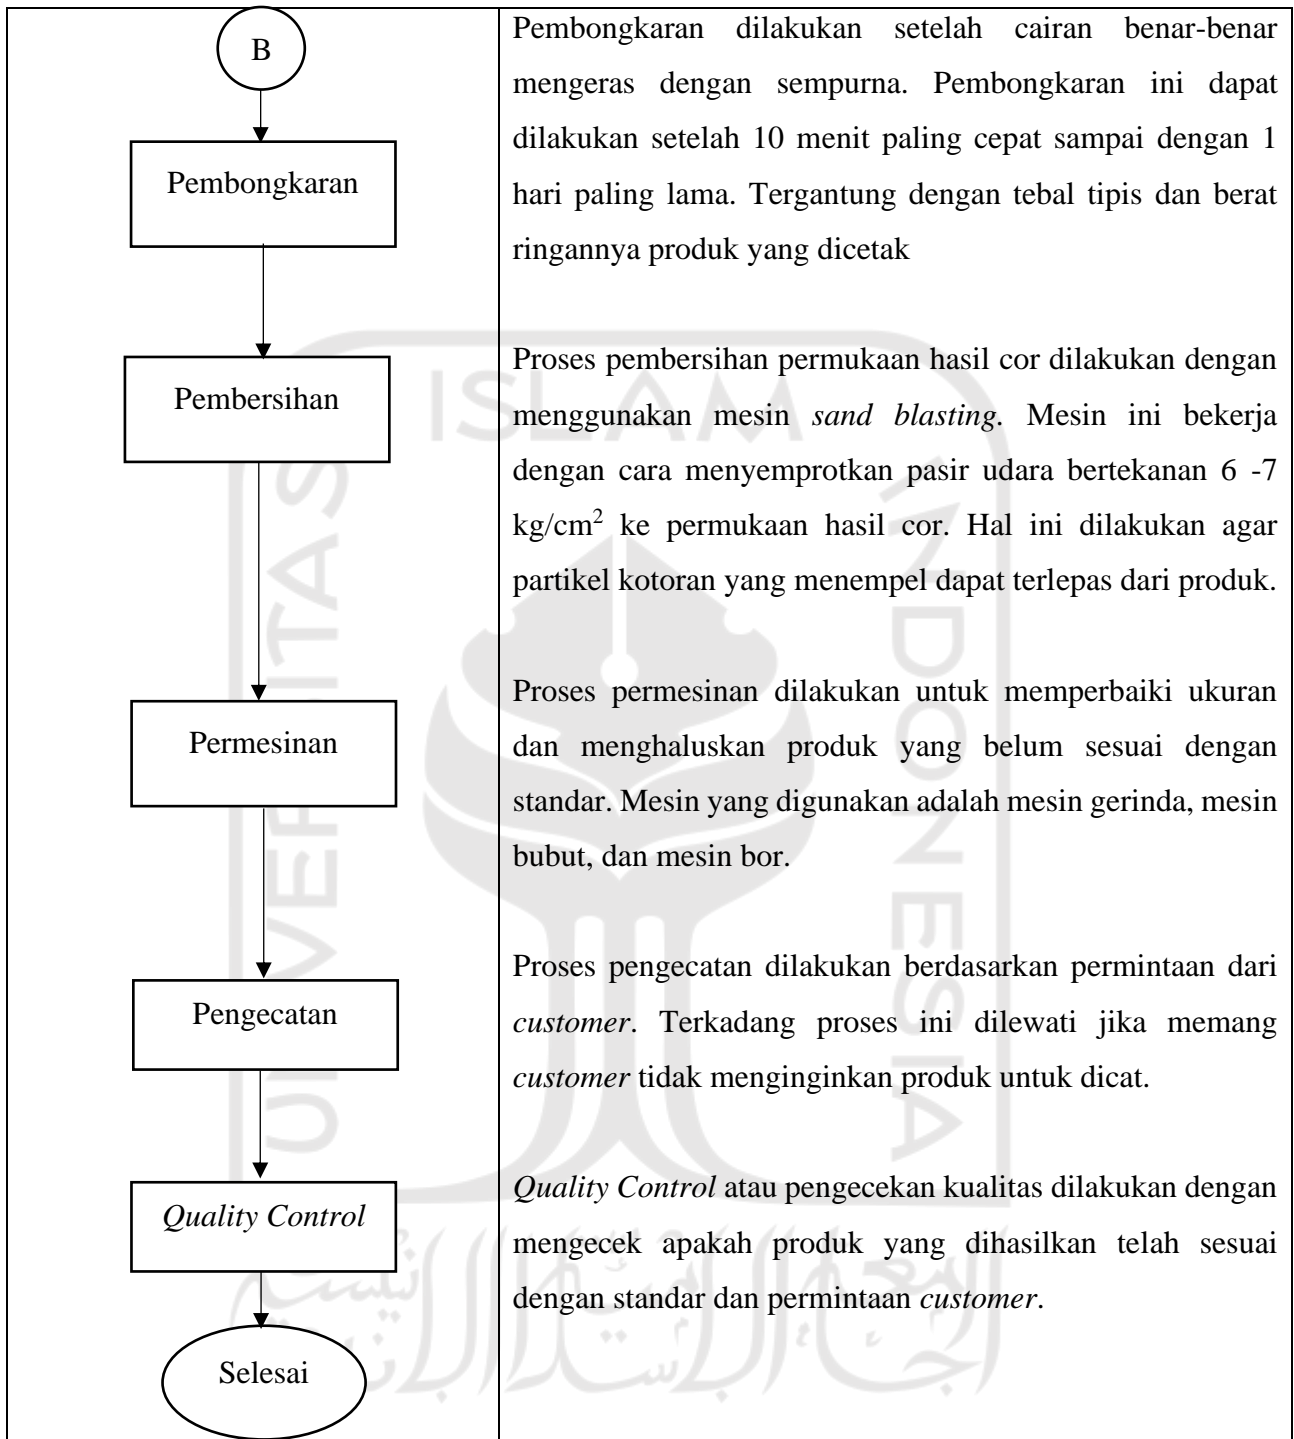 B
Pembongkaran dilakukan setelah cairan benar-benar
mengeras dengan sempurna. Pembongkaran ini dapat
dilakukan setelah 10 menit paling cepat sampai dengan 1
hari paling lama. Tergantung dengan tebal tipis dan berat
ringannya produk yang dicetak
Pembongkaran
Proses pembersihan permukaan hasil cor dilakukan dengan
menggunakan mesin sand blasting. Mesin ini bekerja
dengan cara menyemprotkan pasir udara bertekanan 6 -7
kg/cm² ke permukaan hasil cor. Hal ini dilakukan agar
partikel kotoran yang menempel dapat terlepas dari produk.
Pembersihan
Proses permesinan dilakukan untuk memperbaiki ukuran
dan menghaluskan produk yang belum sesuai dengan
standar. Mesin yang digunakan adalah mesin gerinda, mesin
bubut, dan mesin bor.
Permesinan
Proses pengecatan dilakukan berdasarkan permintaan dari
customer. Terkadang proses ini dilewati jika memang
customer tidak menginginkan produk untuk dicat.
Pengecatan
Quality Control atau pengecekan kualitas dilakukan dengan
mengecek apakah produk yang dihasilkan telah sesuai
dengan standar dan permintaan customer.
Quality Control
Selesai
ISLAM
INDONESIA